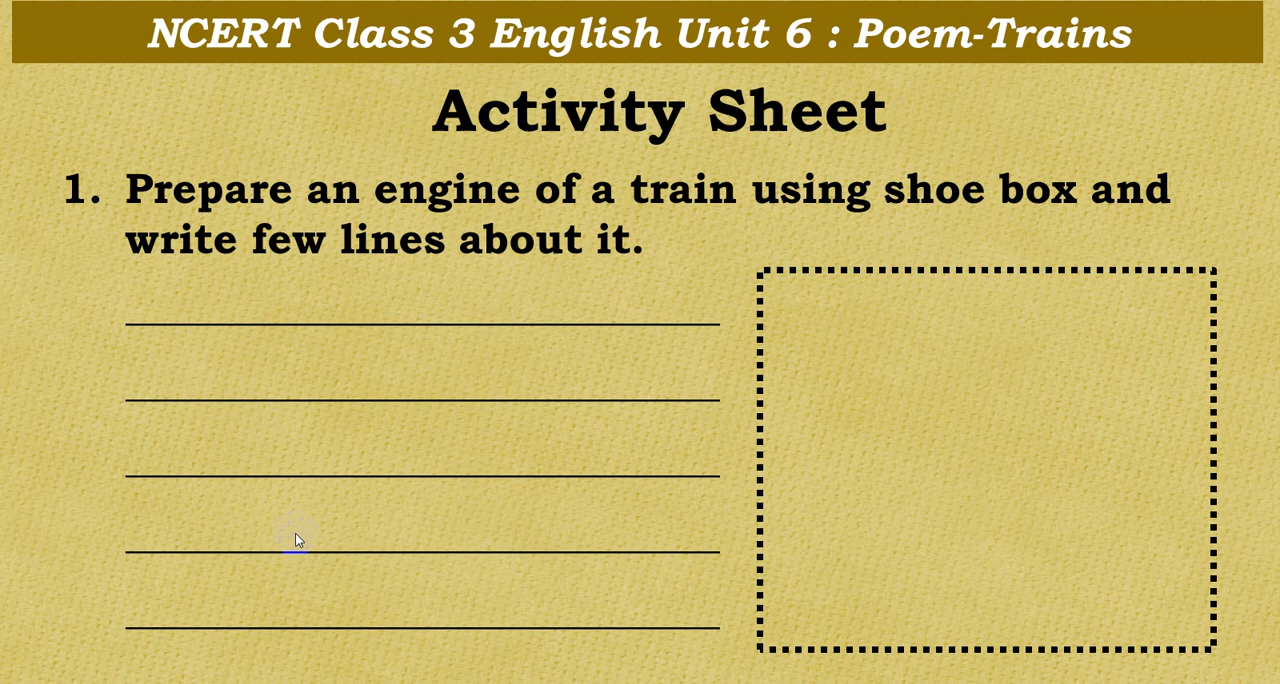 NCERT Class 3 English Unit 6 : Poem-Trains
Activity Sheet
1. Prepare an engine of a train using shoe box and
write few lines about it.